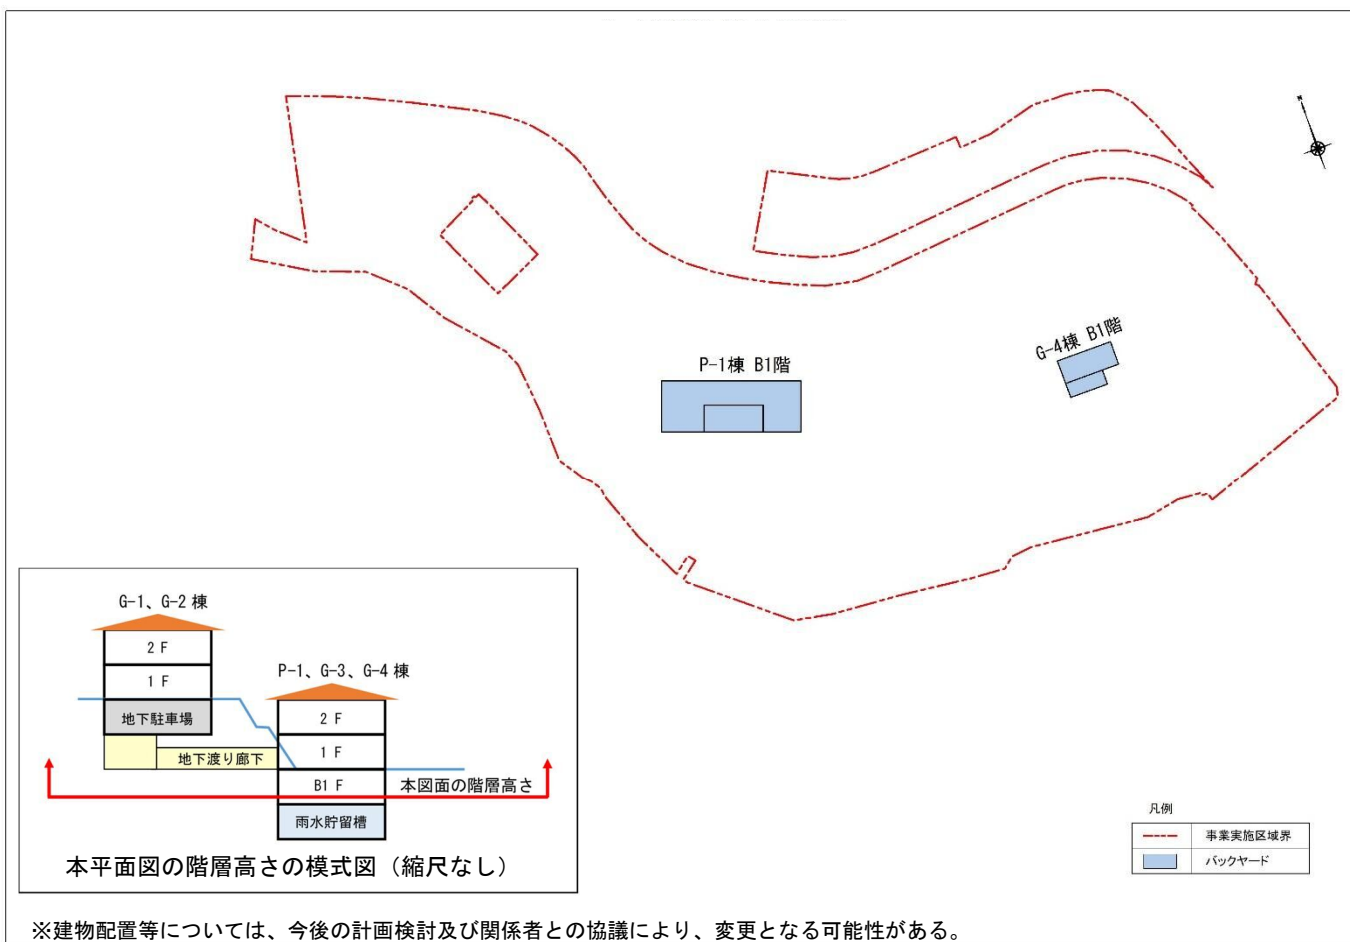 G-4棟 B1階
P-1棟 B1階
G-1、G-2 棟
2 F
1 F
地下駐車場
地下渡り廊下
P-1、G-3、G-4 棟
2 F
1 F
B1 F
雨水貯留槽
本図面の階層高さ
本平面図の階層高さの模式図（縮尺なし）
凡例
事業実施区域界
バックヤード
※建物配置等については、今後の計画検討及び関係者との協議により、変更となる可能性がある。